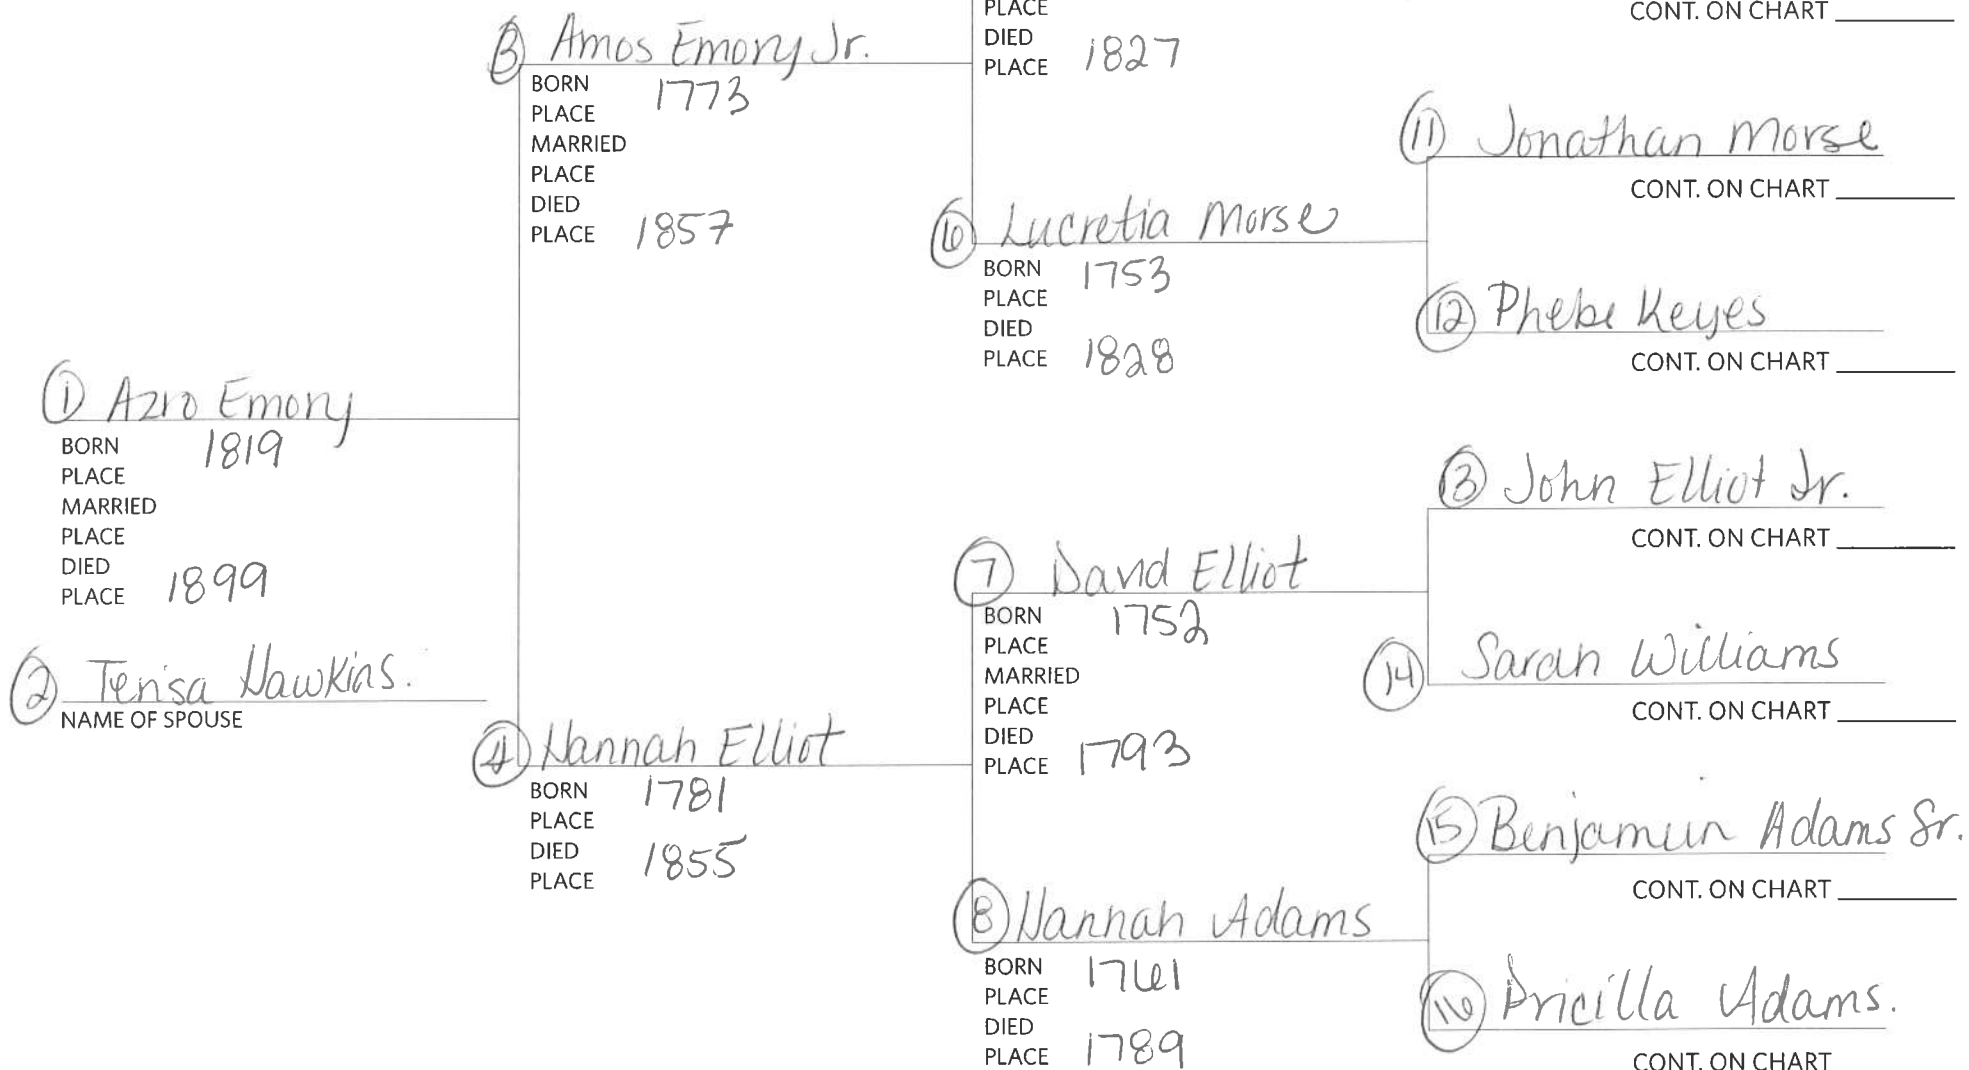 PLACE
DIED
PLACE 1827
CONT. ON CHART
3 Amos Emory Jr.
BORN 1773
PLACE
MARRIED
PLACE
DIED
PLACE 1857
11 Jonathan Morse
CONT. ON CHART
6 Lucretia Morse
BORN 1753
PLACE
DIED
PLACE 1828
12 Phebe Keyes
CONT. ON CHART
1 Azro Emory
BORN 1819
PLACE
MARRIED
PLACE
DIED
PLACE 1899
2 Terisa Hawkins.
NAME OF SPOUSE
13 John Elliot Jr.
CONT. ON CHART
7 David Elliot
BORN 1752
PLACE
MARRIED
PLACE
DIED
PLACE 1793
14 Sarah Williams
CONT. ON CHART
4 Hannah Elliot
BORN 1781
PLACE
DIED
PLACE 1855
15 Benjamin Adams Sr.
CONT. ON CHART
8 Hannah Adams
BORN 1761
PLACE
DIED
PLACE 1789
16 Pricilla Adams.
CONT. ON CHART